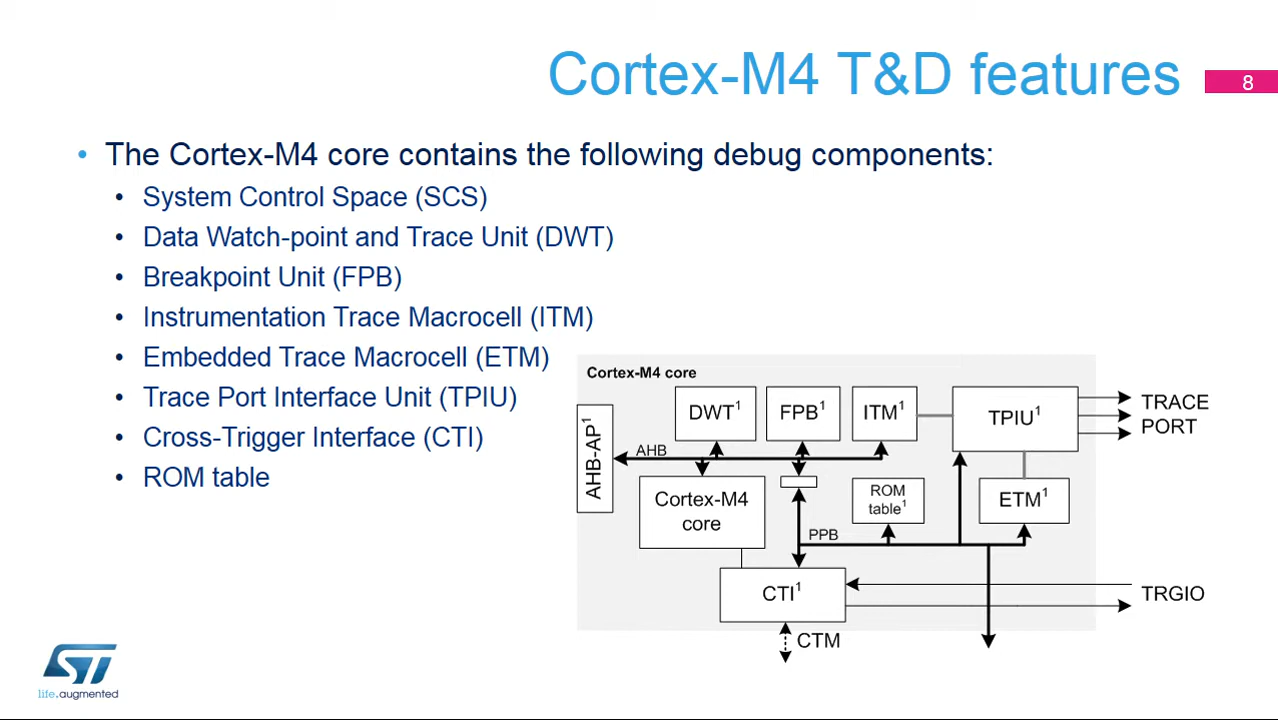 Cortex-M4 T&D features
8
• The Cortex-M4 core contains the following debug components:
• System Control Space (SCS)
• Data Watch-point and Trace Unit (DWT)
• Breakpoint Unit (FPB)
• Instrumentation Trace Macrocell (ITM)
• Embedded Trace Macrocell (ETM)
• Trace Port Interface Unit (TPIU)
• Cross-Trigger Interface (CTI)
• ROM table
Cortex-M4 core
AHB-AP¹
DWT¹
FPB¹
ITM¹
TPIU¹
TRACE
PORT
AHB
Cortex-M4
core
ROM
table¹
ETM¹
PPB
CTI¹
TRGIO
CTM
ST
life.augmented